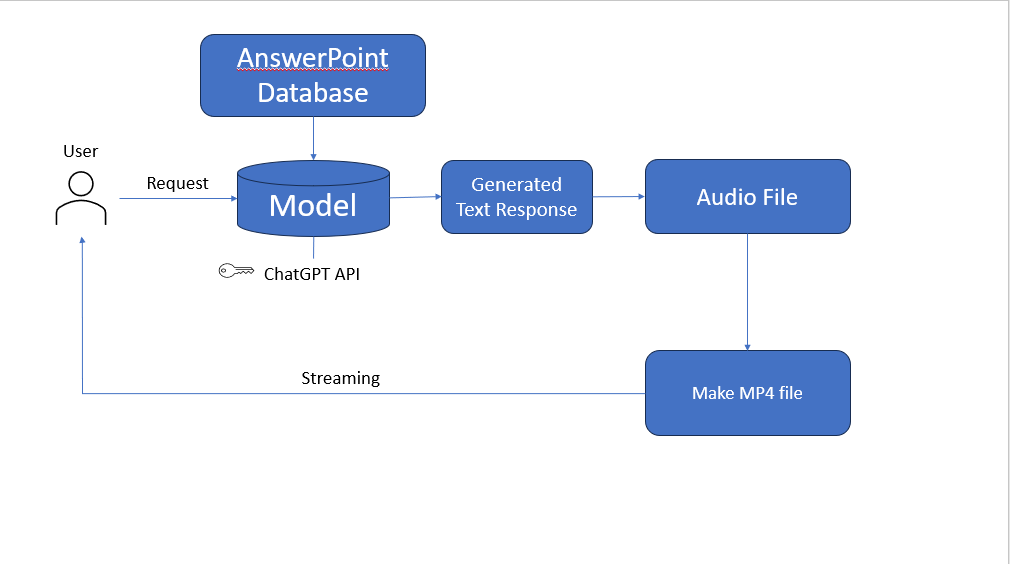 AnswerPoint
Database
User
Request
Model
Generated
Text Response
Audio File
ChatGPT API
Streaming
Make MP4 file